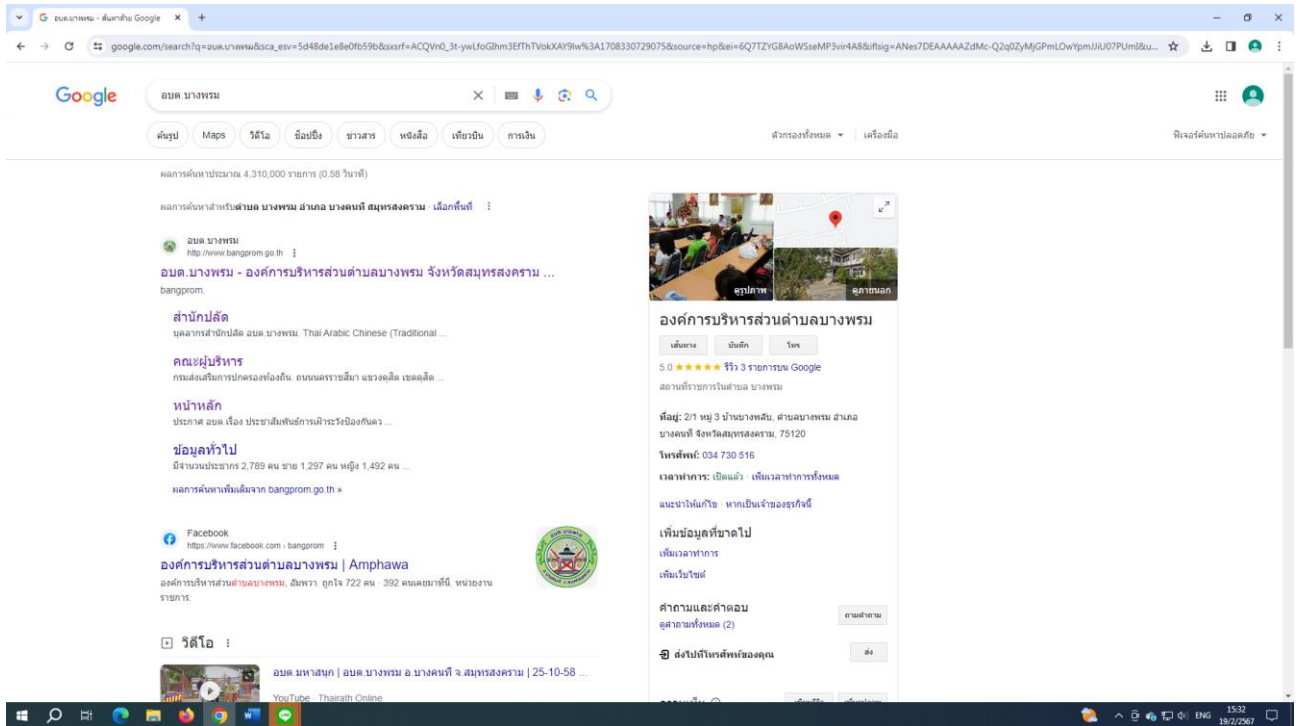 อบต.บางพรม - ค้นหาด้วย Google
google.com/search?q=อบต.บางพรม&sca_esv=5d48de1e8e0fb59b&sxsrf=ACQVn0_3t-ywLfoGIhm3EfThTVokXAY9Iw%3A1708330729075&source=hp&ei=6Q7TZYG8AoWSseMP3vir4A8&iflsig=ANes7DEAAAAAZdMc-Q2q0ZyMjGPmLOwYpmJJiU07PUmI&u...
Google
อบต.บางพรม
ค้นรูป
Maps
วิดีโอ
ช็อปปิ้ง
ข่าวสาร
หนังสือ
เที่ยวบิน
การเงิน
ตัวกรองทั้งหมด
เครื่องมือ
ฟีเจอร์ค้นหาปลอดภัย
ผลการค้นหาประมาณ 4,310,000 รายการ (0.58 วินาที)
ผลการค้นหาสำหรับตำบล บางพรม อำเภอ บางคนที สมุทรสงคราม · เลือกพื้นที่
อบต.บางพรม
http://www.bangprom.go.th
อบต.บางพรม - องค์การบริหารส่วนตำบลบางพรม จังหวัดสมุทรสงคราม ...
bangprom.
สำนักปลัด
บุคลากรสำนักปลัด อบต.บางพรม. Thai Arabic Chinese (Traditional ...
คณะผู้บริหาร
กรมส่งเสริมการปกครองท้องถิ่น. ถนนนครราชสีมา แขวงดุสิต เขตดุสิต ...
หน้าหลัก
ประกาศ อบต.เรื่อง ประชาสัมพันธ์การเฝ้าระวังป้องกันคว ...
ข้อมูลทั่วไป
มีจำนวนประชากร 2,789 คน ชาย 1,297 คน หญิง 1,492 คน ...
ผลการค้นหาเพิ่มเติมจาก bangprom.go.th »
Facebook
https://www.facebook.com › bangprom
องค์การบริหารส่วนตำบลบางพรม | Amphawa
องค์การบริหารส่วนตำบลบางพรม, อัมพวา. ถูกใจ 722 คน · 392 คนเคยมาที่นี่. หน่วยงาน
ราชการ.
วิดีโอ
อบต.มหาสนุก | อบต.บางพรม อ.บางคนที จ.สมุทรสงคราม | 25-10-58 ...
YouTube · Thairath Online
ดูรูปภาพ
ดูภายนอก
องค์การบริหารส่วนตำบลบางพรม
เส้นทาง
บันทึก
โทร
5.0 ★★★★★ รีวิว 3 รายการบน Google
สถานที่ราชการในตำบล บางพรม
ที่อยู่: 2/1 หมู่ 3 บ้านบางพลับ, ตำบลบางพรม อำเภอ
บางคนที จังหวัดสมุทรสงคราม, 75120
โทรศัพท์: 034 730 516
เวลาทำการ: เปิดแล้ว · เพิ่มเวลาทำการทั้งหมด
แนะนำให้แก้ไข · หากเป็นเจ้าของธุรกิจนี้
เพิ่มข้อมูลที่ขาดไป
เพิ่มเวลาทำการ
เพิ่มเว็บไซต์
คำถามและคำตอบ
ดูคำถามทั้งหมด (2)
ถามคำถาม
ส่งไปที่โทรศัพท์ของคุณ
ส่ง
ENG
15:32
19/2/2567